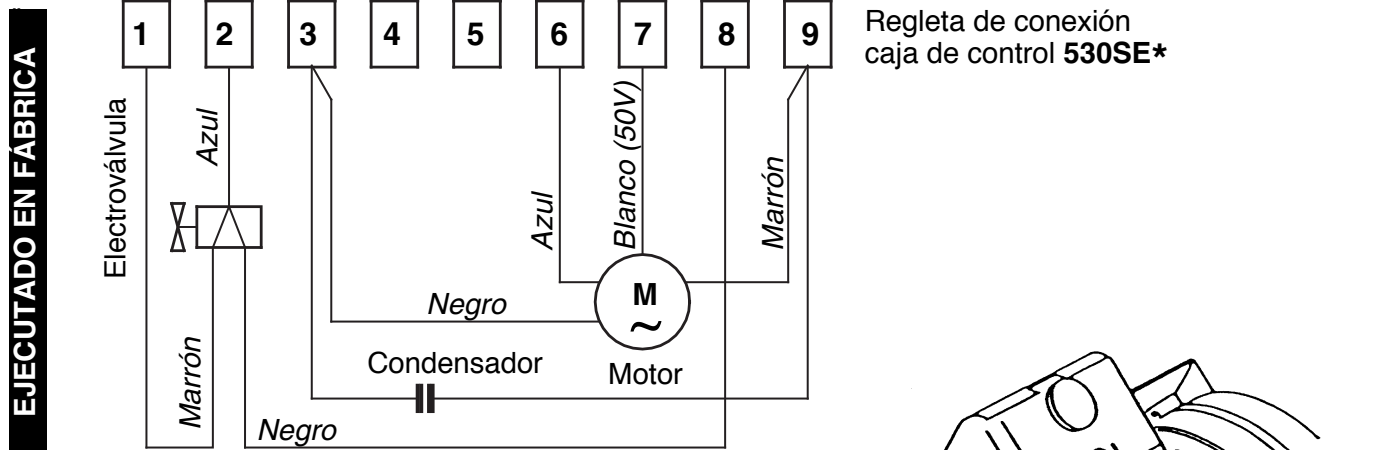 EJECUTADO EN FÁBRICA
1 2 3 4 5 6 7 8 9
Regleta de conexión
caja de control 530SE*
Electroválvula
Azul
Azul
Blanco (50V)
Marrón
M
~
Negro
Condensador
Motor
Marrón
Negro